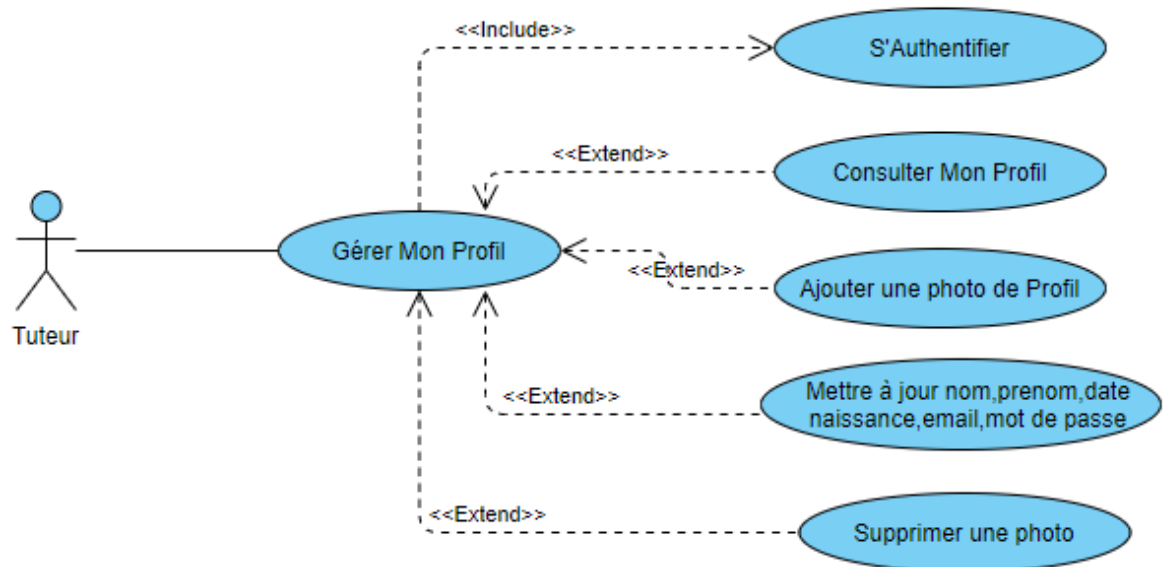 <<Include>>
S'Authentifier
<<Extend>>
Consulter Mon Profil
Gérer Mon Profil
<<Extend>>
Ajouter une photo de Profil
Tuteur
<<Extend>>
Mettre à jour nom,prenom,date
naissance,email,mot de passe
<<Extend>>
Supprimer une photo